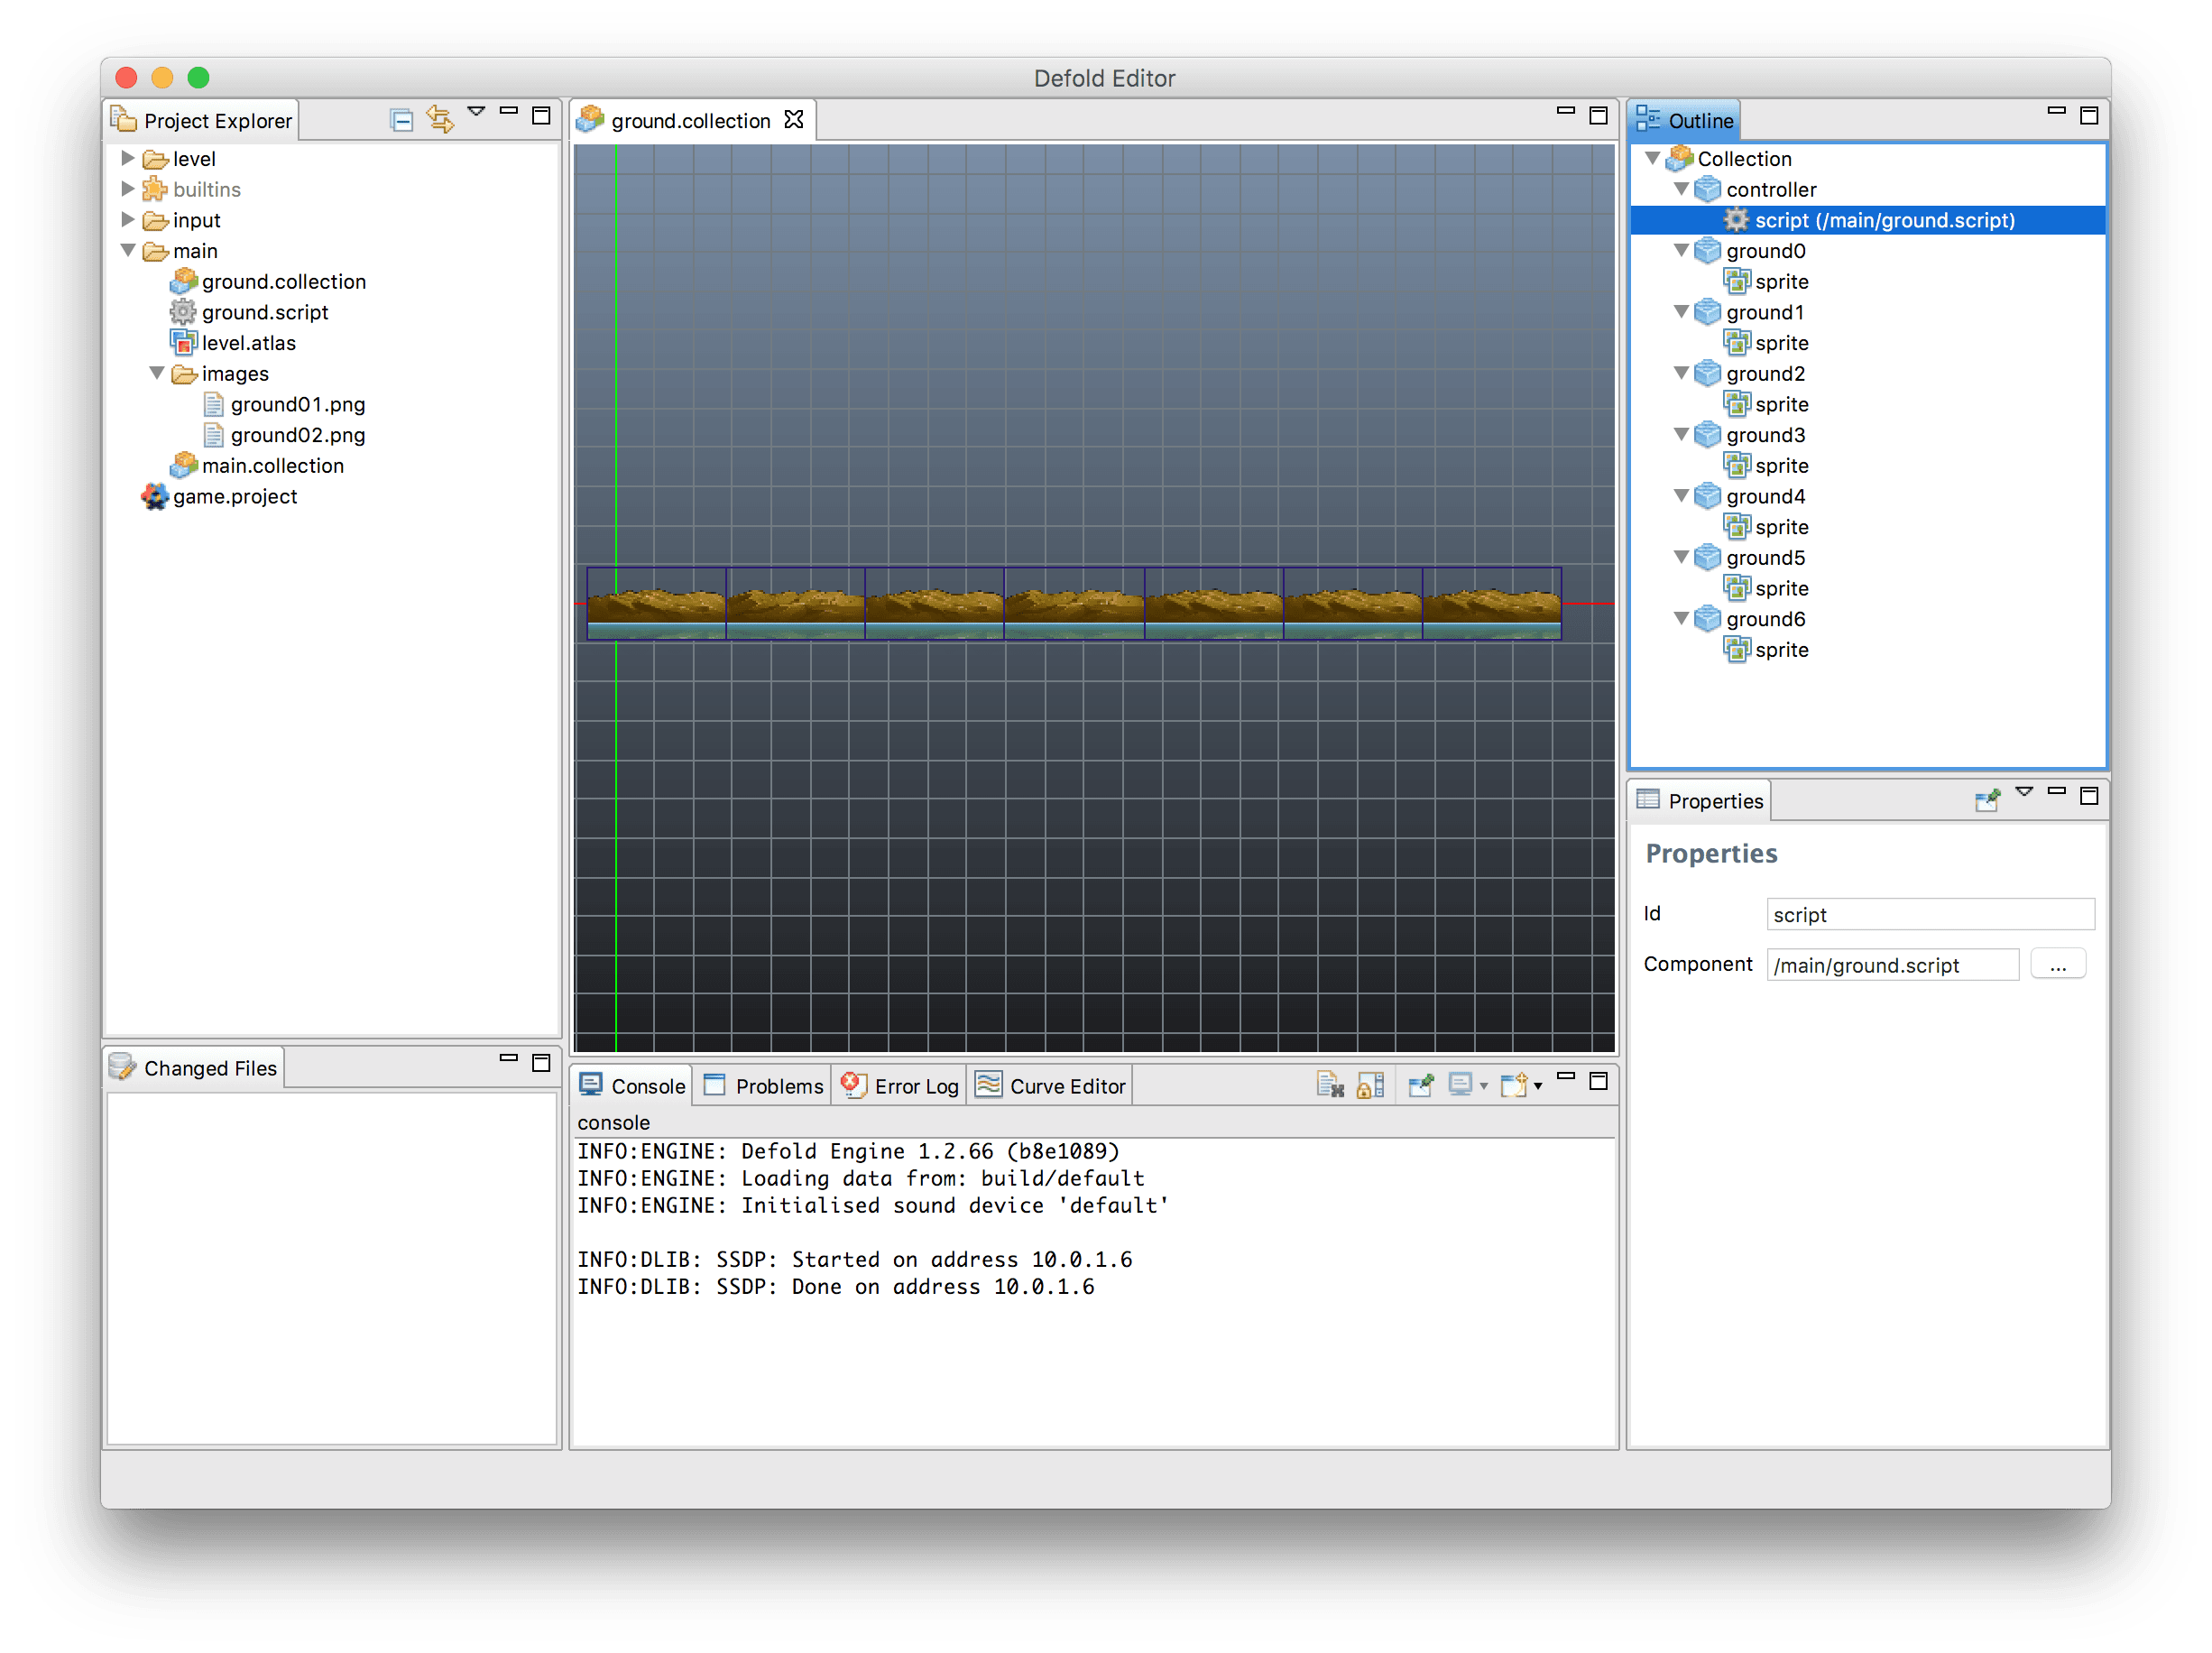 Defold Editor
Project Explorer
level
builtins
input
main
ground.collection
ground.script
level.atlas
images
ground01.png
ground02.png
main.collection
game.project
Changed Files
ground.collection
Console
Problems
Error Log
Curve Editor
console
INFO:ENGINE: Defold Engine 1.2.66 (b8e1089)
INFO:ENGINE: Loading data from: build/default
INFO:ENGINE: Initialised sound device 'default'
INFO:DLIB: SSDP: Started on address 10.0.1.6
INFO:DLIB: SSDP: Done on address 10.0.1.6
Outline
Collection
controller
script (/main/ground.script)
ground0
sprite
ground1
sprite
ground2
sprite
ground3
sprite
ground4
sprite
ground5
sprite
ground6
sprite
Properties
Properties
Id script
Component /main/ground.script ...